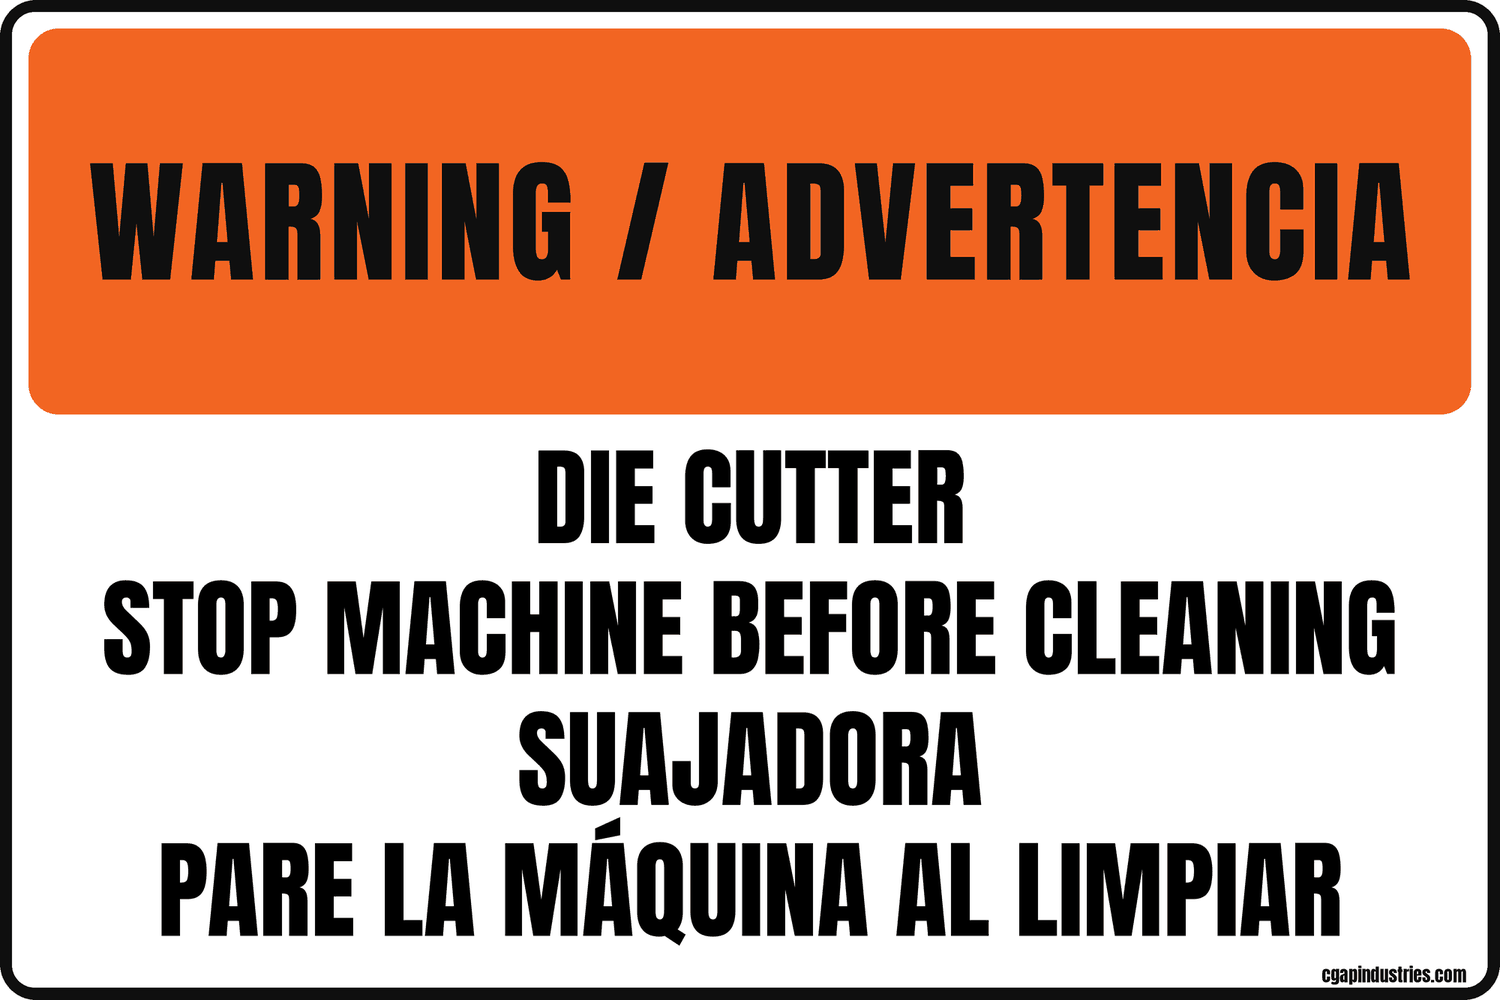 WARNING / ADVERTENCIA
DIE CUTTER
STOP MACHINE BEFORE CLEANING
SUAJADORA
PARE LA MÁQUINA AL LIMPIAR
cgapindustries.com